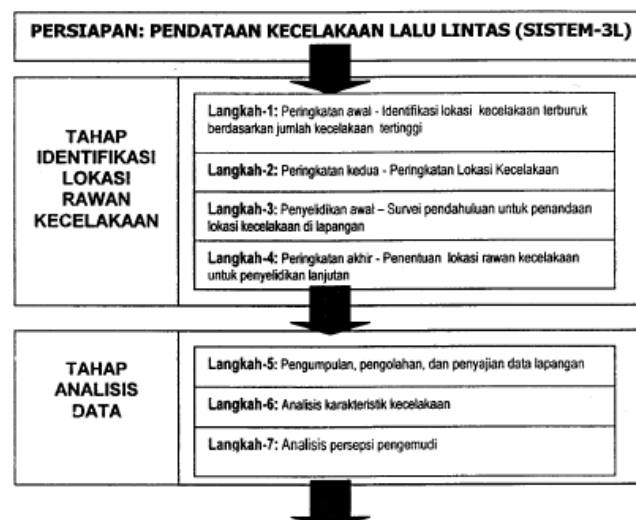 PERSIAPAN: PENDATAAN KECELAKAAN LALU LINTAS (SISTEM-3L)
TAHAP
IDENTIFIKASI
LOKASI
RAWAN
KECELAKAAN
Langkah-1: Peringkatan awal - Identifikasi lokasi kecelakaan terburuk
berdasarkan jumlah kecelakaan tertinggi
Langkah-2: Peringkatan kedua - Peringkatan Lokasi Kecelakaan
Langkah-3: Penyelidikan awal – Survei pendahuluan untuk penandaan
lokasi kecelakaan di lapangan
Langkah-4: Peringkatan akhir - Penentuan lokasi rawan kecelakaan
untuk penyelidikan lanjutan
TAHAP
ANALISIS
DATA
Langkah-5: Pengumpulan, pengolahan, dan penyajian data lapangan
Langkah-6: Analisis karakteristik kecelakaan
Langkah-7: Analisis persepsi pengemudi